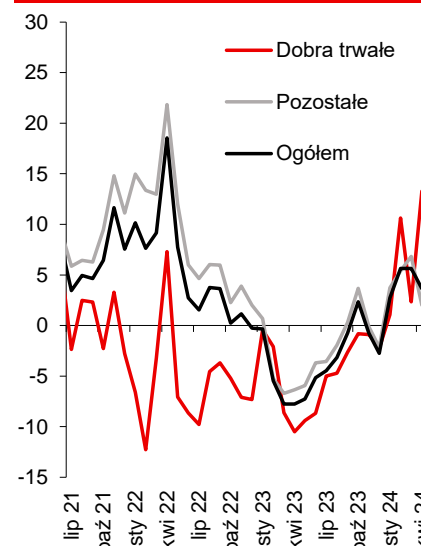 30
25
20
15
10
5
0
-5
-10
-15
Dobra trwałe
Pozostałe
Ogółem
lip 21
paź 21
sty 22
kwi 22
lip 22
paź 22
sty 23
kwi 23
lip 23
paź 23
sty 24
kwi 24